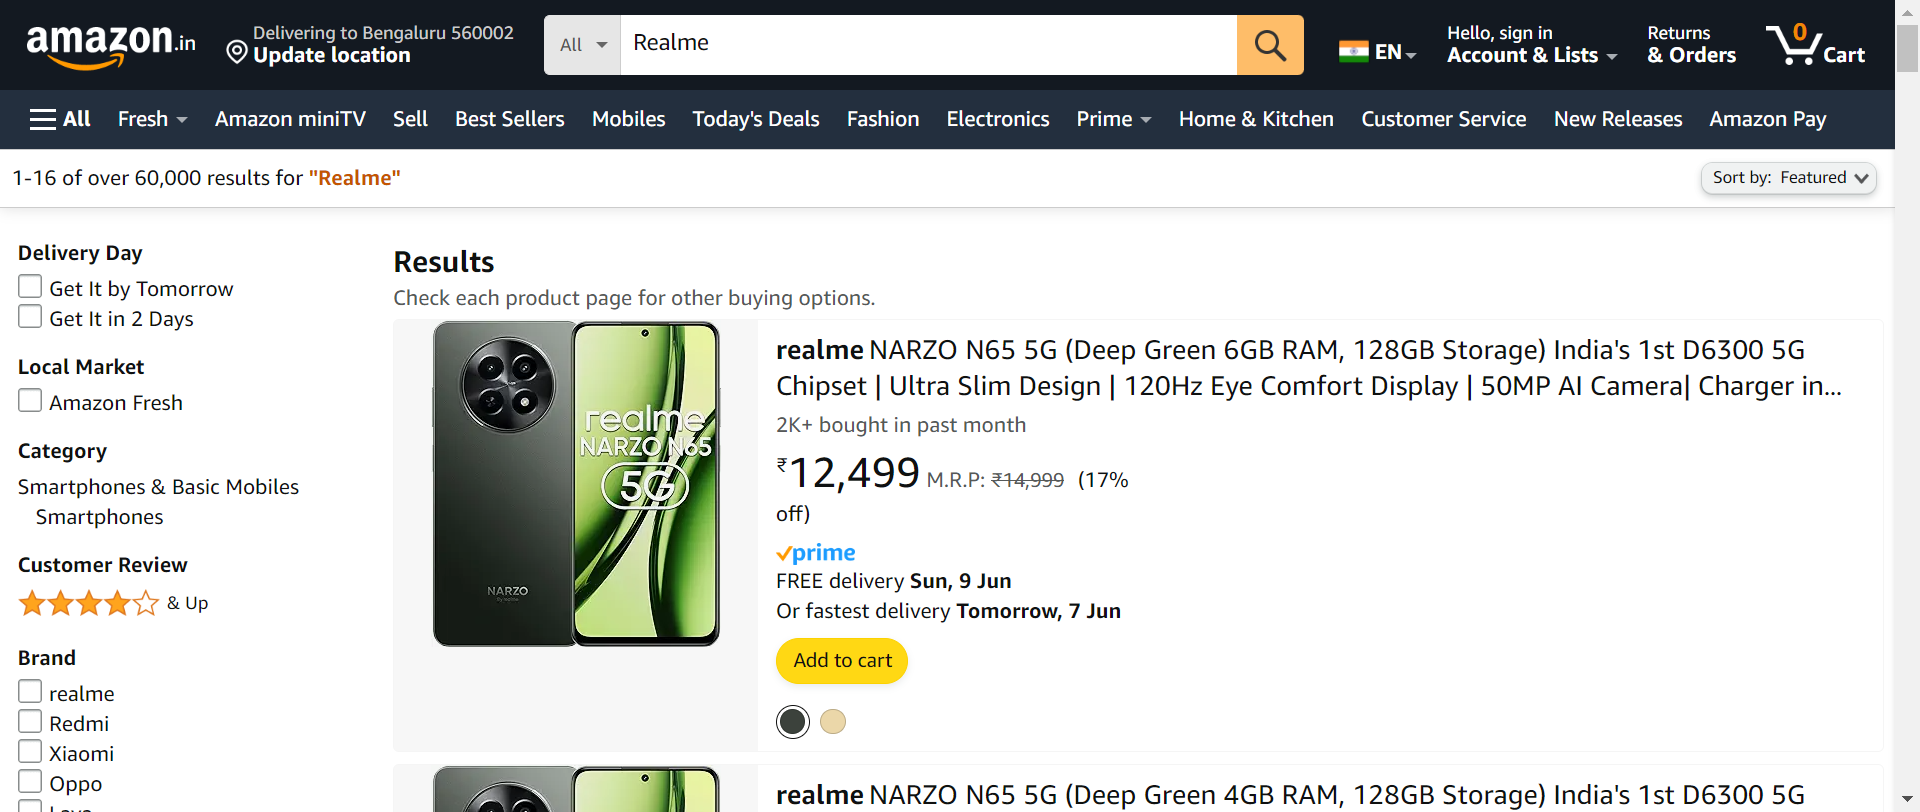 amazon.in
Delivering to Bengaluru 560002
Update location
All
Realme
EN
Hello, sign in
Account & Lists
Returns
& Orders
0
Cart
All
Fresh
Amazon miniTV
Sell
Best Sellers
Mobiles
Today's Deals
Fashion
Electronics
Prime
Home & Kitchen
Customer Service
New Releases
Amazon Pay
1-16 of over 60,000 results for "Realme"
Sort by: Featured
Delivery Day
Get It by Tomorrow
Get It in 2 Days
Local Market
Amazon Fresh
Category
Smartphones & Basic Mobiles
Smartphones
Customer Review
& Up
Brand
realme
Redmi
Xiaomi
Oppo
Results
Check each product page for other buying options.
realme
NARZO N65
5G
NARZO
realme NARZO N65 5G (Deep Green 6GB RAM, 128GB Storage) India's 1st D6300 5G
Chipset | Ultra Slim Design | 120Hz Eye Comfort Display | 50MP AI Camera| Charger in...
2K+ bought in past month
₹12,499 M.R.P: ₹14,999 (17%
off)
prime
FREE delivery Sun, 9 Jun
Or fastest delivery Tomorrow, 7 Jun
Add to cart
realme NARZO N65 5G (Deep Green 4GB RAM, 128GB Storage) India's 1st D6300 5G